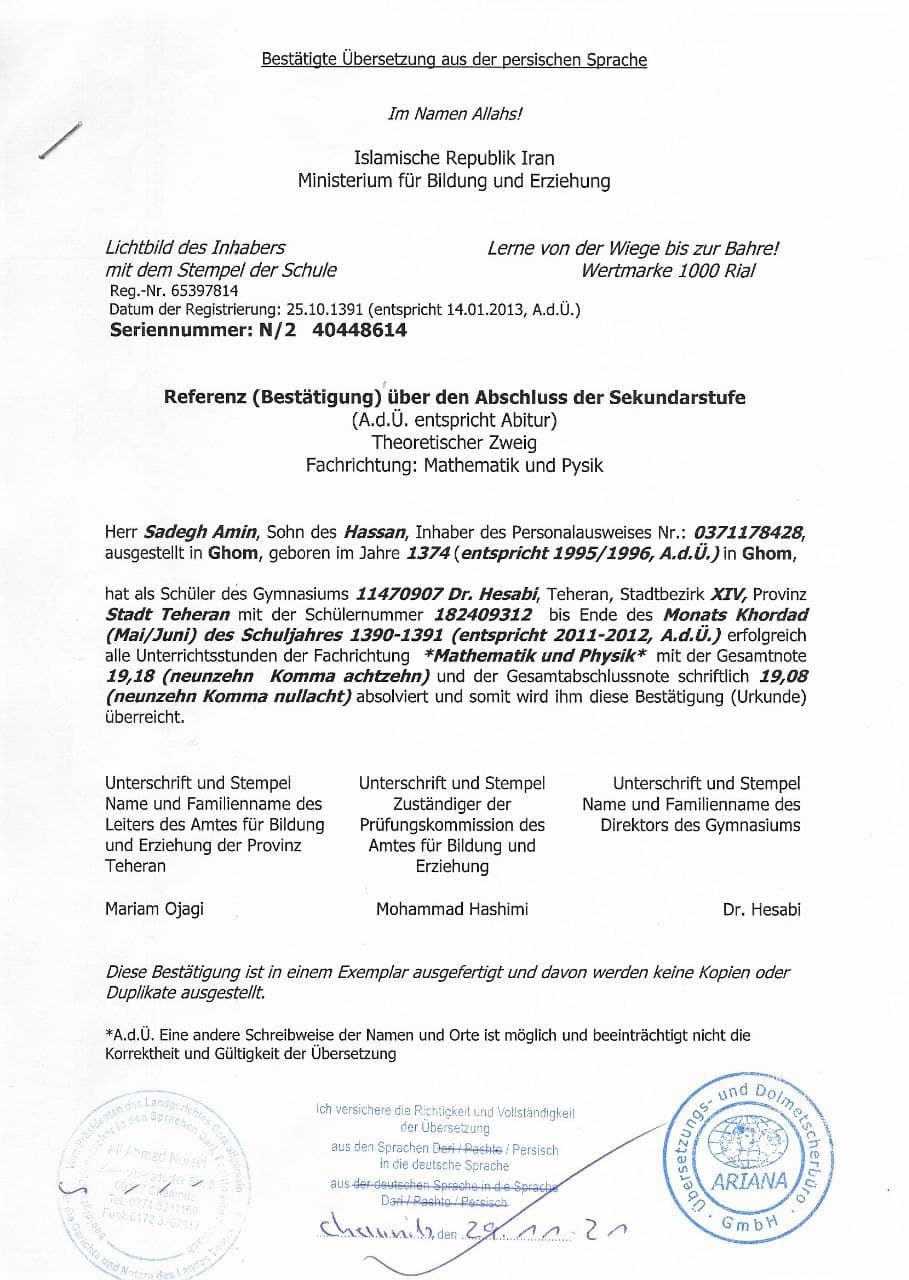 Bestätigte Übersetzung aus der persischen Sprache
Im Namen Allahs!
Islamische Republik Iran
Ministerium für Bildung und Erziehung
Lichtbild des Inhabers Lerne von der Wiege bis zur Bahre!
mit dem Stempel der Schule Wertmarke 1000 Rial
Reg.-Nr. 65397814
Datum der Registrierung: 25.10.1391 (entspricht 14.01.2013, A.d.Ü.)
Seriennummer: N/2 40448614
Referenz (Bestätigung) über den Abschluss der Sekundarstufe
(A.d.Ü. entspricht Abitur)
Theoretischer Zweig
Fachrichtung: Mathematik und Pysik
Herr Sadegh Amin, Sohn des Hassan, Inhaber des Personalausweises Nr.: 0371178428,
ausgestellt in Ghom, geboren im Jahre 1374 (entspricht 1995/1996, A.d.Ü.) in Ghom,
hat als Schüler des Gymnasiums 11470907 Dr. Hesabi, Teheran, Stadtbezirk XIV, Provinz
Stadt Teheran mit der Schülernummer 182409312 bis Ende des Monats Khordad
(Mai/Juni) des Schuljahres 1390-1391 (entspricht 2011-2012, A.d.Ü.) erfolgreich
alle Unterrichtsstunden der Fachrichtung *Mathematik und Physik* mit der Gesamtnote
19,18 (neunzehn Komma achtzehn) und der Gesamtabschlussnote schriftlich 19,08
(neunzehn Komma nullacht) absolviert und somit wird ihm diese Bestätigung (Urkunde)
überreicht.
Unterschrift und Stempel
Name und Familienname des
Leiters des Amtes für Bildung
und Erziehung der Provinz
Teheran
Mariam Ojagi
Unterschrift und Stempel
Zuständiger der
Prüfungskommission des
Amtes für Bildung und
Erziehung
Mohammad Hashimi
Unterschrift und Stempel
Name und Familienname des
Direktors des Gymnasiums
Dr. Hesabi
Diese Bestätigung ist in einem Exemplar ausgefertigt und davon werden keine Kopien oder
Duplikate ausgestellt.
*A.d.Ü. Eine andere Schreibweise der Namen und Orte ist möglich und beeinträchtigt nicht die
Korrektheit und Gültigkeit der Übersetzung
Ich versichere die Richtigkeit und Vollständigkeit
der Übersetzung
aus den Sprachen Dari / Pashto / Persisch
in die deutsche Sprache
aus der deutschen Sprache in die Sprache
Dari / Pashto / Persisch
Chemnitz, den 29.11.21
Übersetzungs- und Dolmetscherbüro
ARIANA
GmbH